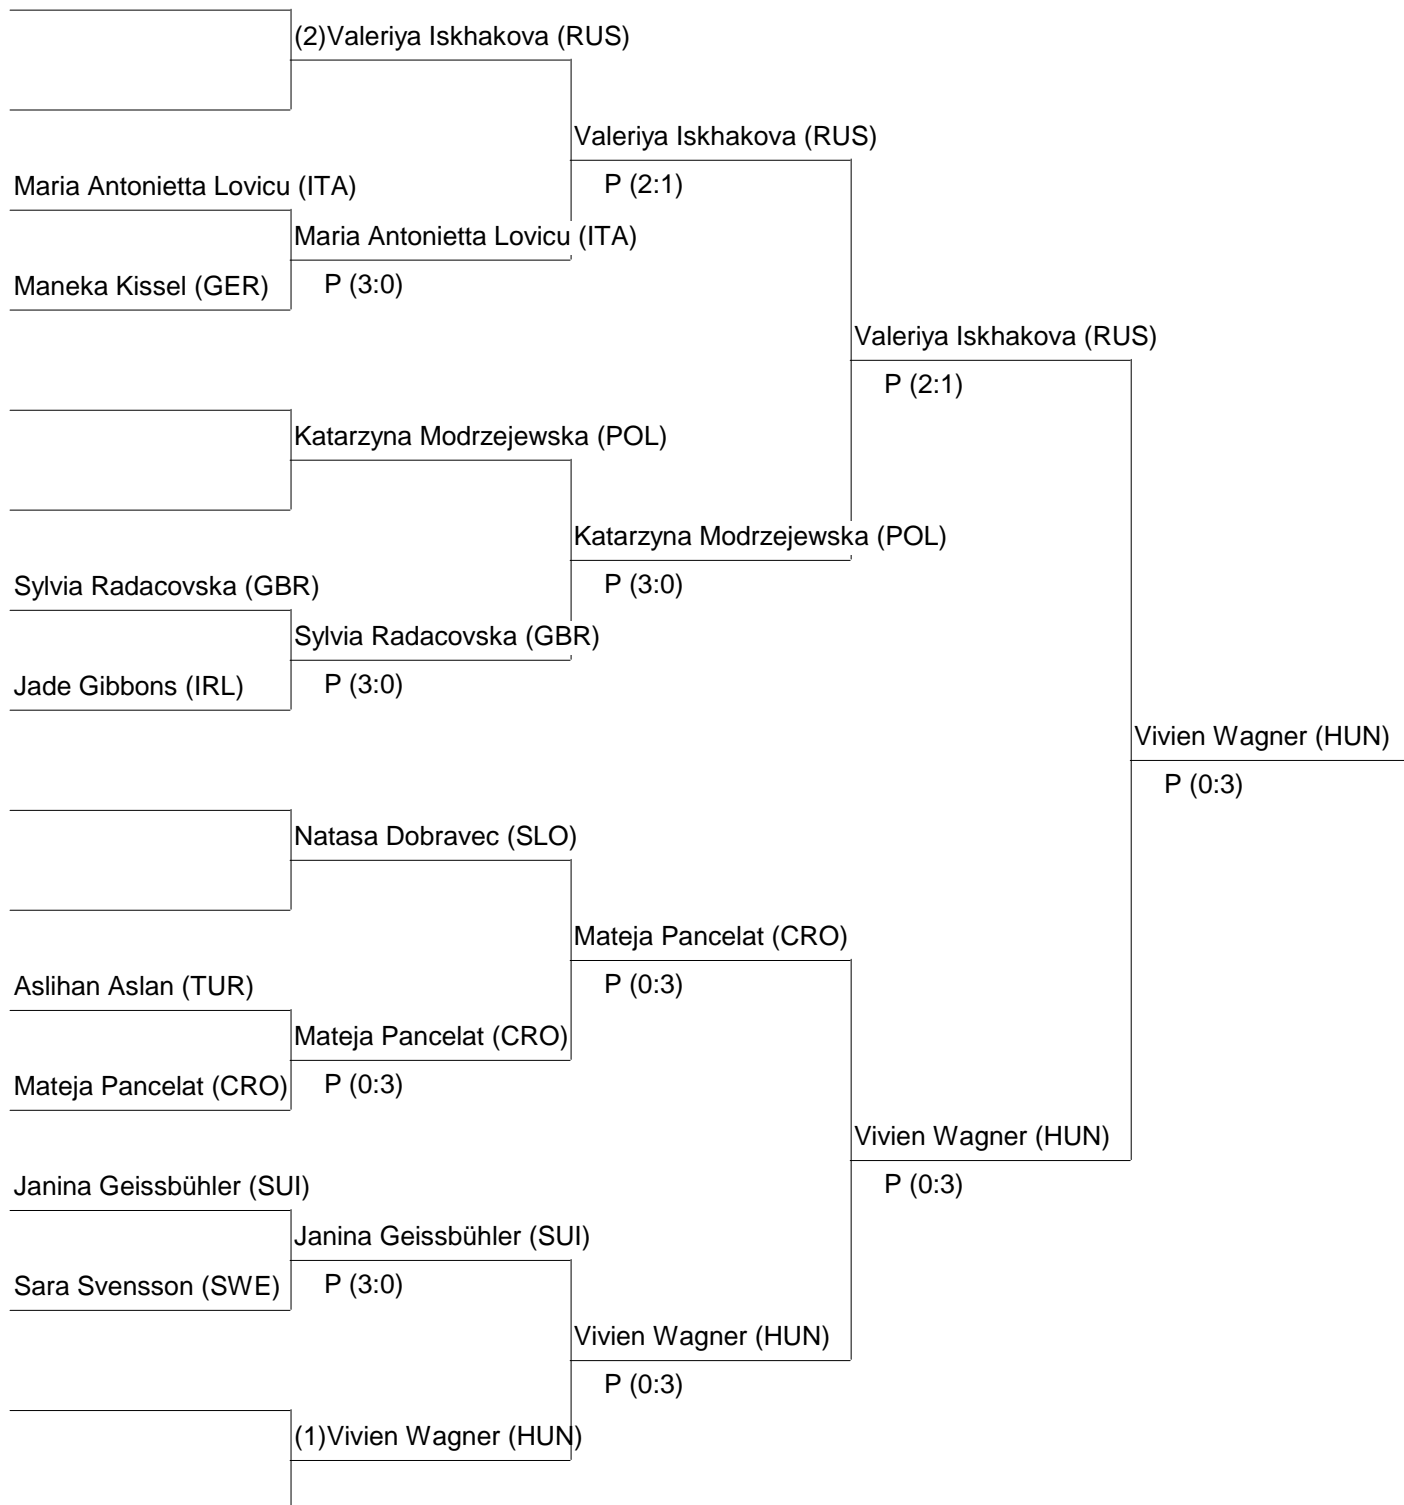 (2)Valeriya Iskhakova (RUS)
Valeriya Iskhakova (RUS)
Maria Antonietta Lovicu (ITA)
P (2:1)
Maria Antonietta Lovicu (ITA)
Maneka Kissel (GER)
P (3:0)
Valeriya Iskhakova (RUS)
P (2:1)
Katarzyna Modrzejewska (POL)
Katarzyna Modrzejewska (POL)
Sylvia Radacovska (GBR)
P (3:0)
Sylvia Radacovska (GBR)
Jade Gibbons (IRL)
P (3:0)
Vivien Wagner (HUN)
P (0:3)
Natasa Dobravec (SLO)
Mateja Pancelat (CRO)
Aslihan Aslan (TUR)
P (0:3)
Mateja Pancelat (CRO)
Mateja Pancelat (CRO)
P (0:3)
Vivien Wagner (HUN)
Janina Geissbühler (SUI)
P (0:3)
Janina Geissbühler (SUI)
Sara Svensson (SWE)
P (3:0)
Vivien Wagner (HUN)
P (0:3)
(1)Vivien Wagner (HUN)